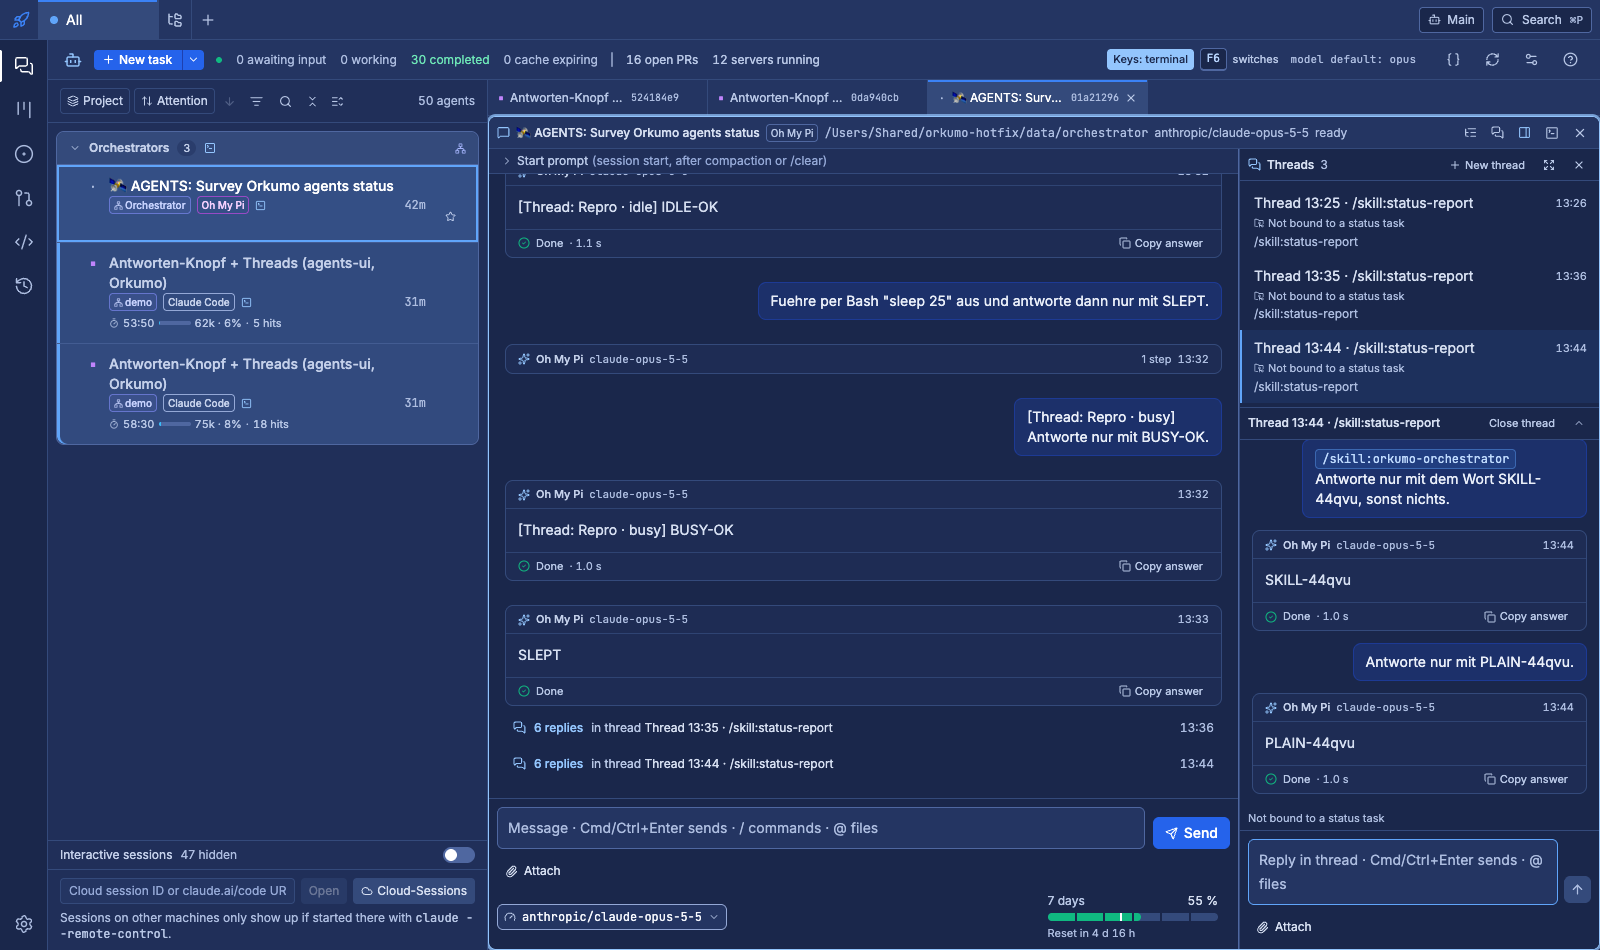 All
Main
Search ⌘P
New task
0 awaiting input
0 working
30 completed
0 cache expiring
16 open PRs
12 servers running
Keys: terminal
F6
switches
model default: opus
Project
Attention
50 agents
Orchestrators 3
AGENTS: Survey Orkumo agents status
Orchestrator
Oh My Pi
42m
Antworten-Knopf + Threads (agents-ui,
Orkumo)
demo
Claude Code
31m
53:50
62k · 6% · 5 hits
Antworten-Knopf + Threads (agents-ui,
Orkumo)
demo
Claude Code
31m
58:30
75k · 8% · 18 hits
Interactive sessions 47 hidden
Cloud session ID or claude.ai/code UR
Open
Cloud-Sessions
Sessions on other machines only show up if started there with claude -
-remote-control.
Antworten-Knopf ... 524184e9
Antworten-Knopf ... 0da940cb
AGENTS: Surv... 01a21296
AGENTS: Survey Orkumo agents status Oh My Pi /Users/Shared/orkumo-hotfix/data/orchestrator anthropic/claude-opus-5-5 ready
Start prompt (session start, after compaction or /clear)
[Thread: Repro · idle] IDLE-OK
Done · 1.1 s
Copy answer
Fuehre per Bash "sleep 25" aus und antworte dann nur mit SLEPT.
Oh My Pi claude-opus-5-5
1 step 13:32
[Thread: Repro · busy]
Antworte nur mit BUSY-OK.
Oh My Pi claude-opus-5-5
13:32
[Thread: Repro · busy] BUSY-OK
Done · 1.0 s
Copy answer
Oh My Pi claude-opus-5-5
13:33
SLEPT
Done
Copy answer
6 replies in thread Thread 13:35 · /skill:status-report
13:36
6 replies in thread Thread 13:44 · /skill:status-report
13:44
Message · Cmd/Ctrl+Enter sends · / commands · @ files
Send
Attach
anthropic/claude-opus-5-5
7 days
55 %
Reset in 4 d 16 h
Threads 3
New thread
Thread 13:25 · /skill:status-report
13:26
Not bound to a status task
/skill:status-report
Thread 13:35 · /skill:status-report
13:36
Not bound to a status task
/skill:status-report
Thread 13:44 · /skill:status-report
13:44
Not bound to a status task
/skill:status-report
Thread 13:44 · /skill:status-report
Close thread
/skill:orkumo-orchestrator
Antworte nur mit dem Wort SKILL-
44qvu, sonst nichts.
Oh My Pi claude-opus-5-5
13:44
SKILL-44qvu
Done · 1.0 s
Copy answer
Antworte nur mit PLAIN-44qvu.
Oh My Pi claude-opus-5-5
13:44
PLAIN-44qvu
Done · 1.0 s
Copy answer
Not bound to a status task
Reply in thread · Cmd/Ctrl+Enter sends · @
files
Attach